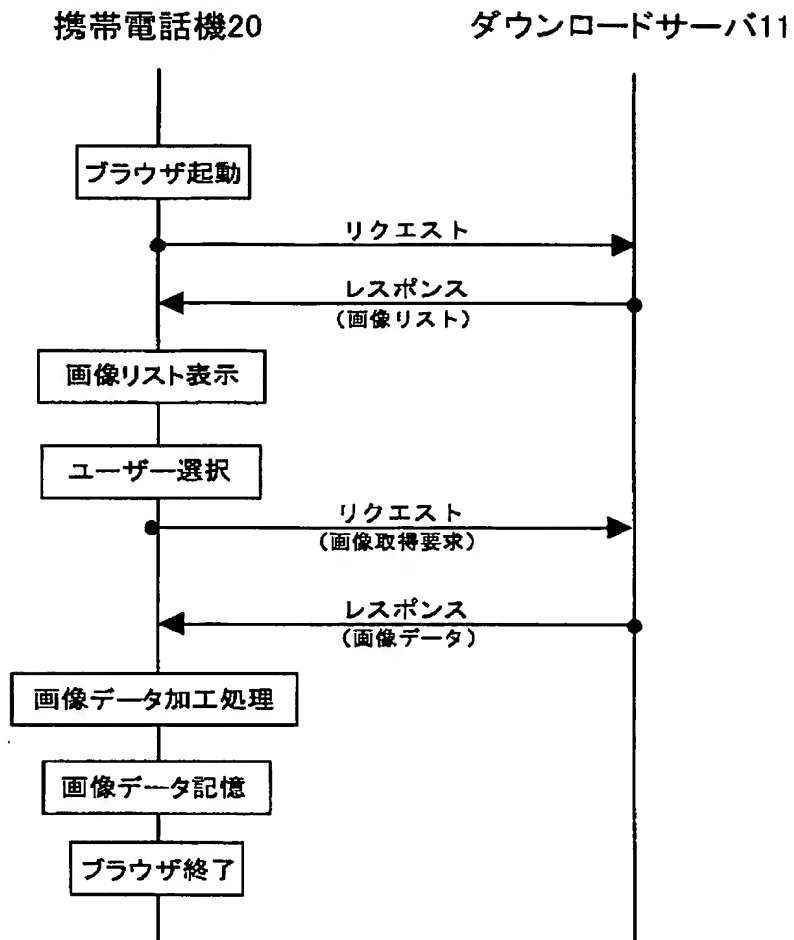 携帯電話機20
ダウンロードサーバ11
ブラウザ起動
リクエスト
レスポンス
(画像リスト)
画像リスト表示
ユーザー選択
リクエスト
(画像取得要求)
レスポンス
(画像データ)
画像データ加工処理
画像データ記憶
ブラウザ終了